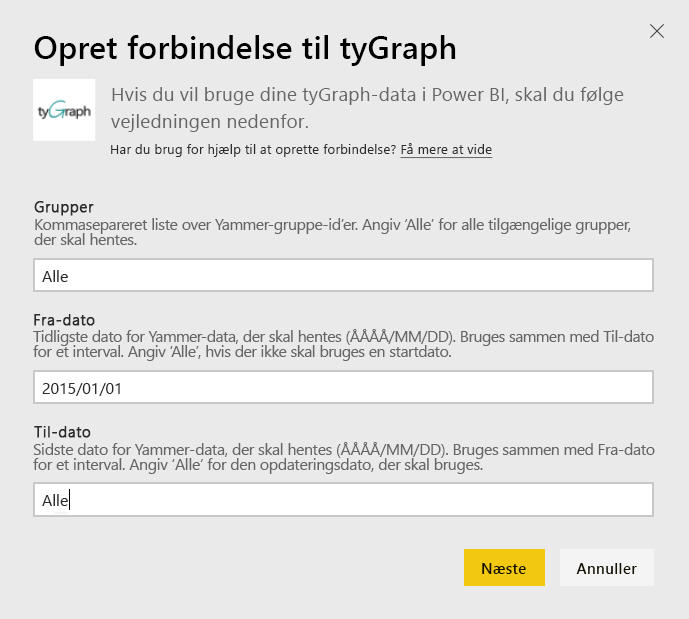 Opret forbindelse til tyGraph
tyGraph
Hvis du vil bruge dine tyGraph-data i Power BI, skal du følge
vejledningen nedenfor.
Har du brug for hjælp til at oprette forbindelse? Få mere at vide
Grupper
Kommasepareret liste over Yammer-gruppe-id’er. Angiv ‘Alle’ for alle tilgængelige grupper,
der skal hentes.
Alle
Fra-dato
Tidligste dato for Yammer-data, der skal hentes (ÅÅÅÅ/MM/DD). Bruges sammen med Til-dato
for et interval. Angiv ‘Alle’, hvis der ikke skal bruges en startdato.
2015/01/01
Til-dato
Sidste dato for Yammer-data, der skal hentes (ÅÅÅÅ/MM/DD). Bruges sammen med Fra-dato
for et interval. Angiv ‘Alle’ for den opdateringsdato, der skal bruges.
Alle
Næste
Annuller